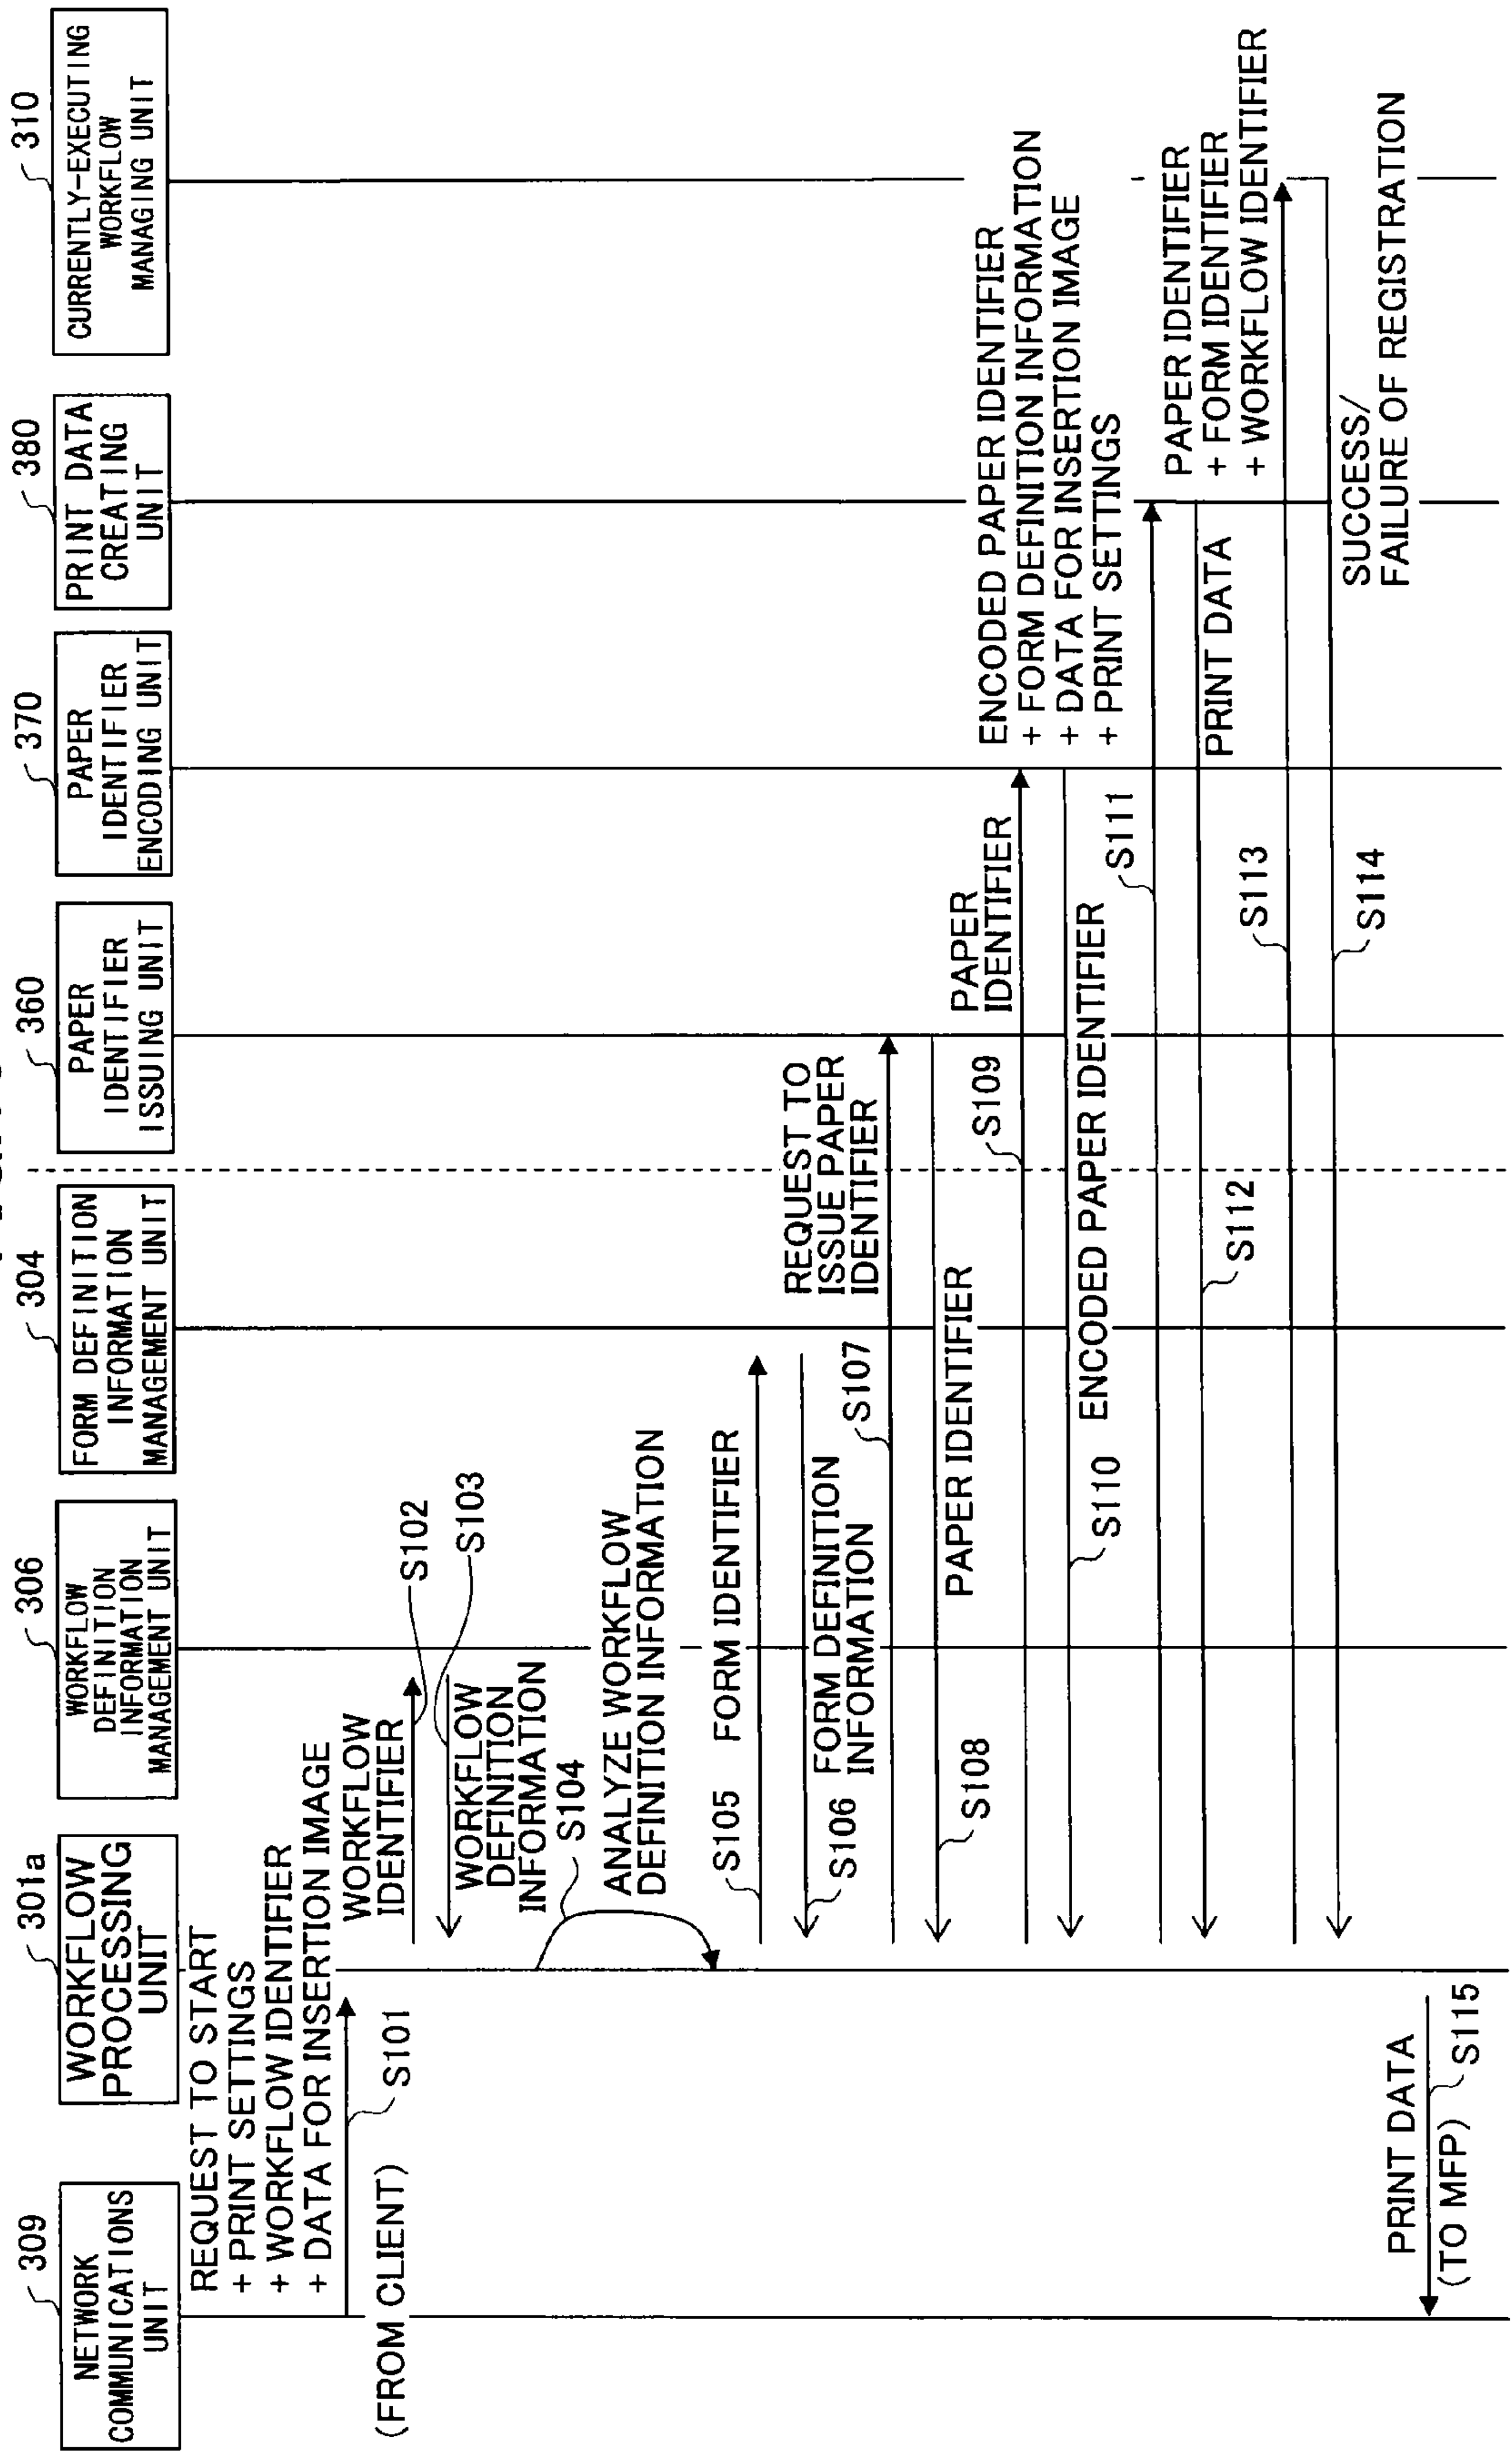 309
NETWORK
COMMUNICATIONS
UNIT
301a
WORKFLOW
PROCESSING
UNIT
306
WORKFLOW
DEFINITION
INFORMATION
MANAGEMENT UNIT
304
FORM DEFINITION
INFORMATION
MANAGEMENT UNIT
360
PAPER
IDENTIFIER
ISSUING UNIT
370
PAPER
IDENTIFIER
ENCODING UNIT
380
PRINT DATA
CREATING
UNIT
310
CURRENTLY-EXECUTING
WORKFLOW
MANAGING UNIT
REQUEST TO START
+ PRINT SETTINGS
+ WORKFLOW IDENTIFIER
+ DATA FOR INSERTION IMAGE
S101
(FROM CLIENT)
WORKFLOW
IDENTIFIER
S102
S103
WORKFLOW
DEFINITION
INFORMATION
S104
ANALYZE WORKFLOW
DEFINITION INFORMATION
S105
FORM IDENTIFIER
S106
FORM DEFINITION
INFORMATION
REQUEST TO
ISSUE PAPER
IDENTIFIER
S107
S108
PAPER IDENTIFIER
PAPER
IDENTIFIER
S109
S110
ENCODED PAPER IDENTIFIER
ENCODED PAPER IDENTIFIER
+ FORM DEFINITION INFORMATION
+ DATA FOR INSERTION IMAGE
+ PRINT SETTINGS
S111
S112
PRINT DATA
PAPER IDENTIFIER
+ FORM IDENTIFIER
+ WORKFLOW IDENTIFIER
S113
S114
SUCCESS/
FAILURE OF REGISTRATION
PRINT DATA
(TO MFP)
S115